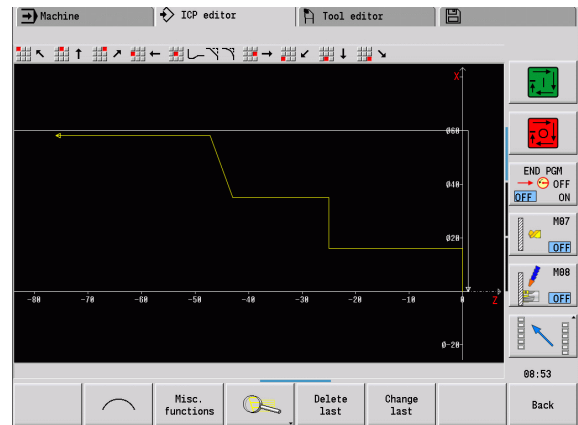 Machine
ICP editor
Tool editor
X
Ø60
Ø40
Ø20
-80
-70
-60
-50
-40
-30
-20
-10
0
Z
Ø-20
END PGM
OFF
OFF ON
M07
OFF
M08
OFF
08:53
Misc.
functions
Delete
last
Change
last
Back